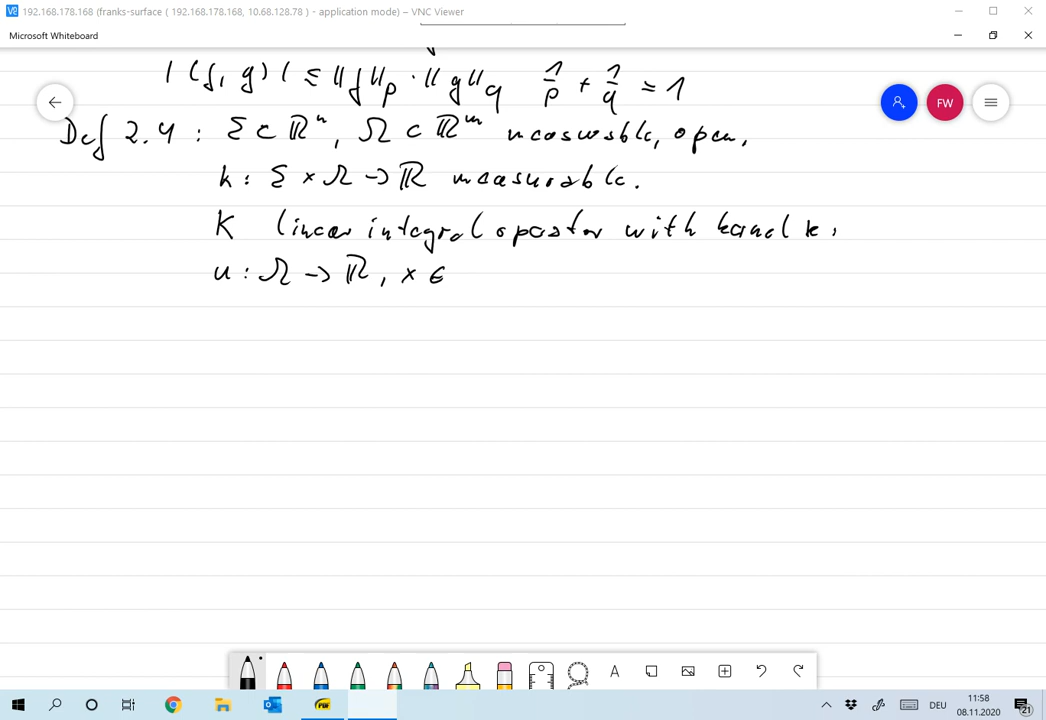 192.168.178.168 (franks-surface ( 192.168.178.168, 10.68.128.78 ) - application mode) – VNC Viewer
Microsoft Whiteboard
|(f, g)| ≤ ||f||p · ||g||q 1/p + 1/q = 1
FW
Def 2.4 : Σ ⊂ ℝⁿ, Ω ⊂ ℝᵐ measurable, open,
k : Σ × Ω → ℝ measurable.
K linear integral operator with kernel k :
u : Ω → ℝ, x ∈
A
DEU
11:58
08.11.2020
21